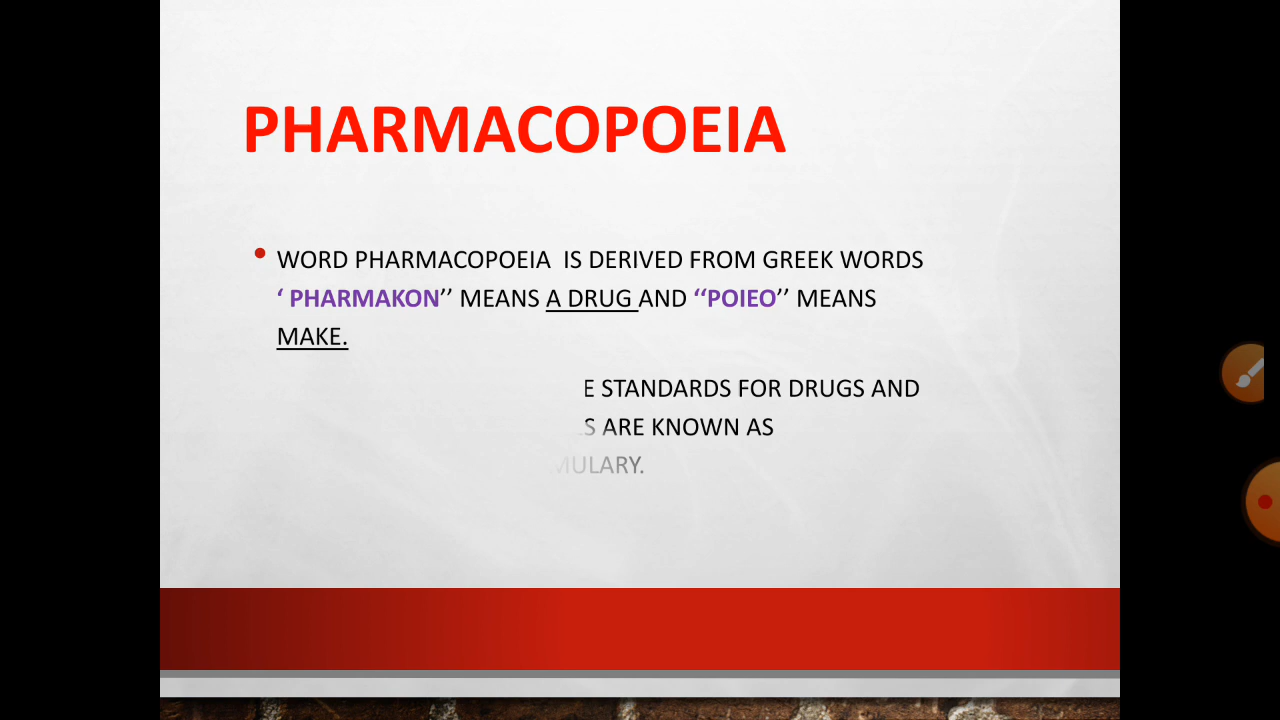 PHARMACOPOEIA
• WORD PHARMACOPOEIA IS DERIVED FROM GREEK WORDS
‘ PHARMAKON’’ MEANS A DRUG AND ‘‘POIEO’’ MEANS
MAKE.
STANDARDS FOR DRUGS AND
ARE KNOWN AS